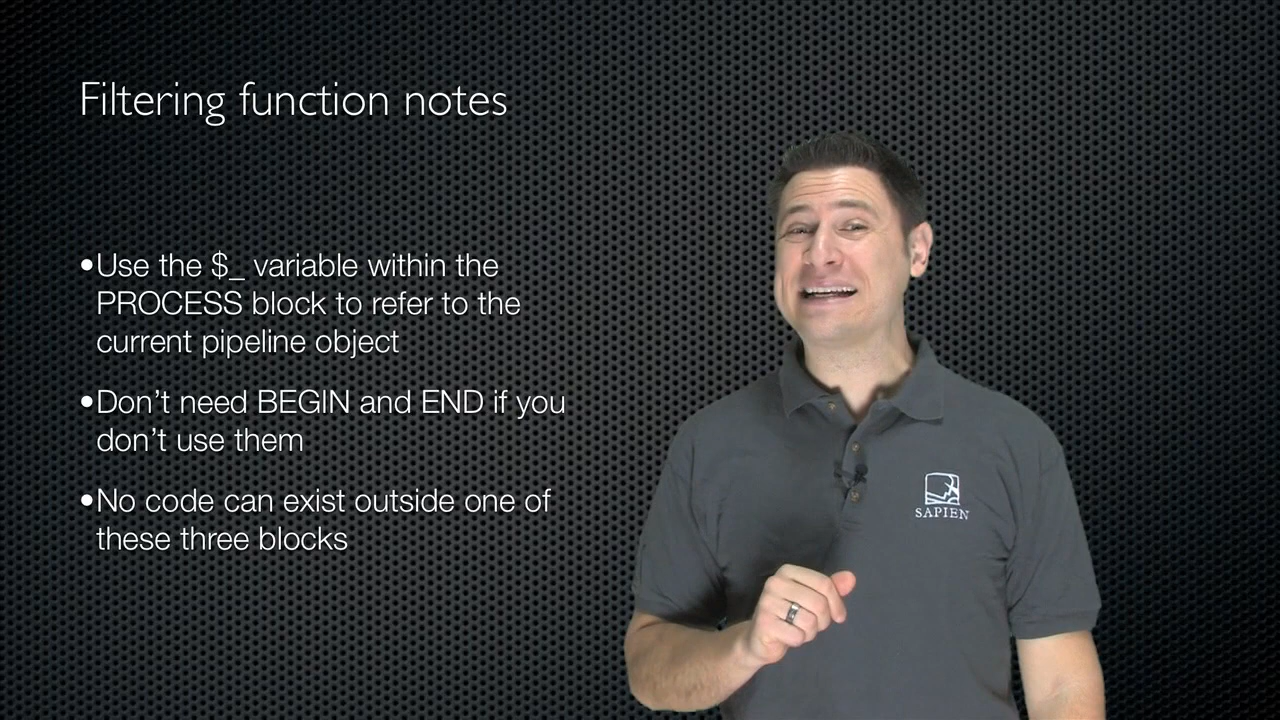 Filtering function notes
•Use the $_ variable within the
PROCESS block to refer to the
current pipeline object
•Don’t need BEGIN and END if you
don’t use them
•No code can exist outside one of
these three blocks
SAPIEN